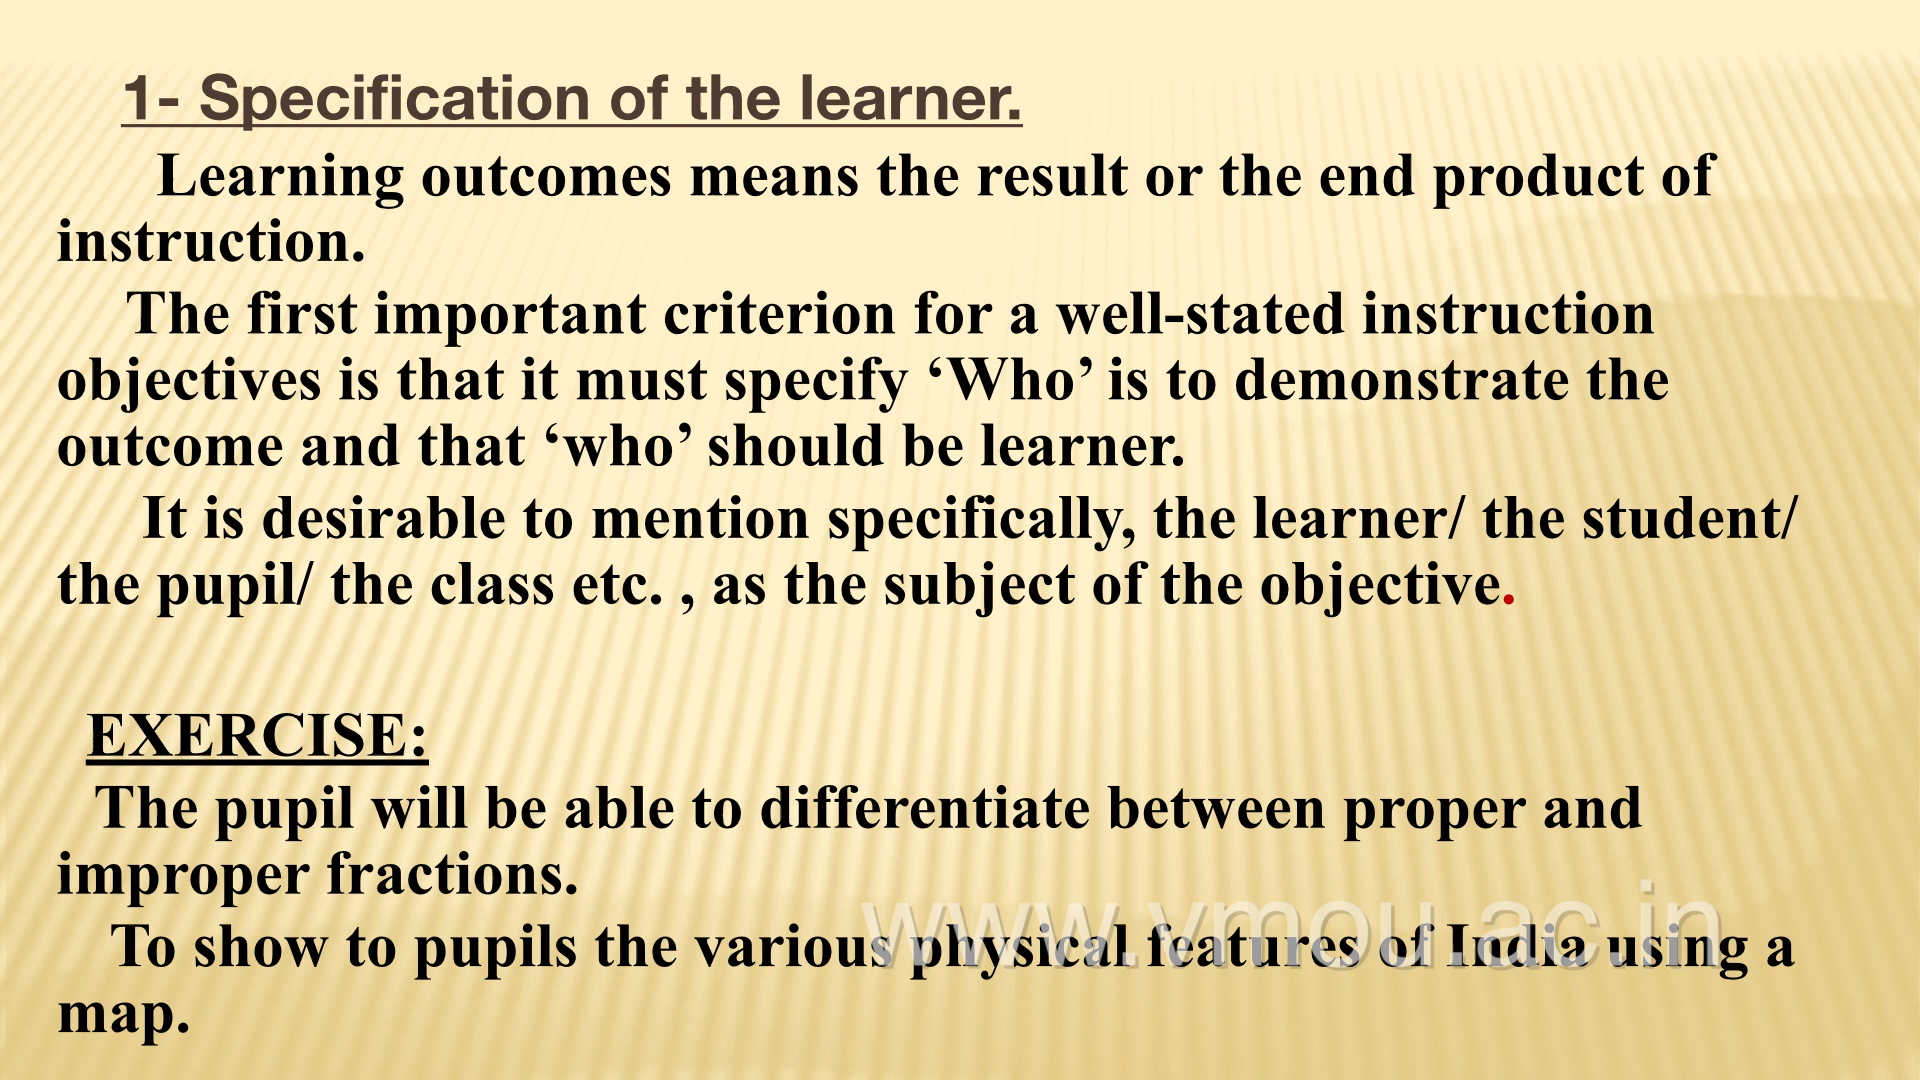 1- Specification of the learner.
Learning outcomes means the result or the end product of
instruction.
The first important criterion for a well-stated instruction
objectives is that it must specify ‘Who’ is to demonstrate the
outcome and that ‘who’ should be learner.
It is desirable to mention specifically, the learner/ the student/
the pupil/ the class etc. , as the subject of the objective.
EXERCISE:
The pupil will be able to differentiate between proper and
improper fractions.
To show to pupils the various physical features of India using a
map.
www.vmou.ac.in